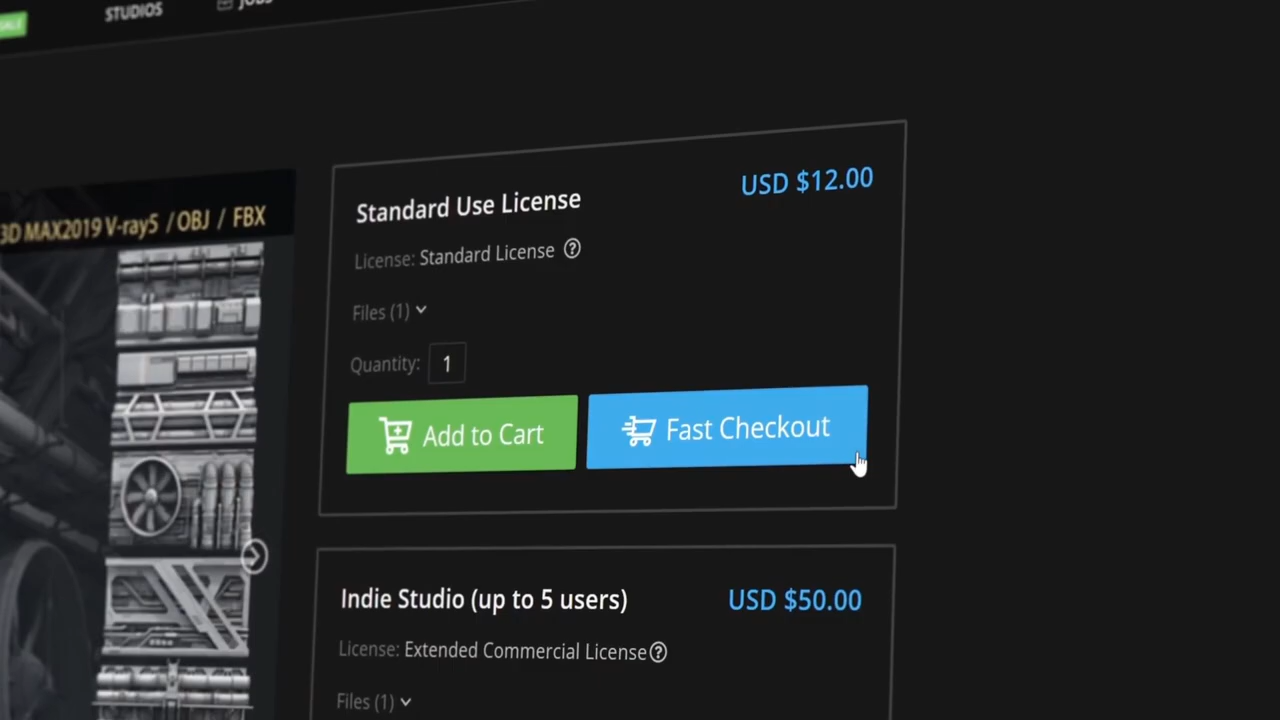 STUDIOS
JOBS
3D MAX2019 V-ray5 / OBJ / FBX
Standard Use License
USD $12.00
License: Standard License ?
Files (1)
Quantity: 1
Add to Cart
Fast Checkout
Indie Studio (up to 5 users)
USD $50.00
License: Extended Commercial License ?
Files (1)